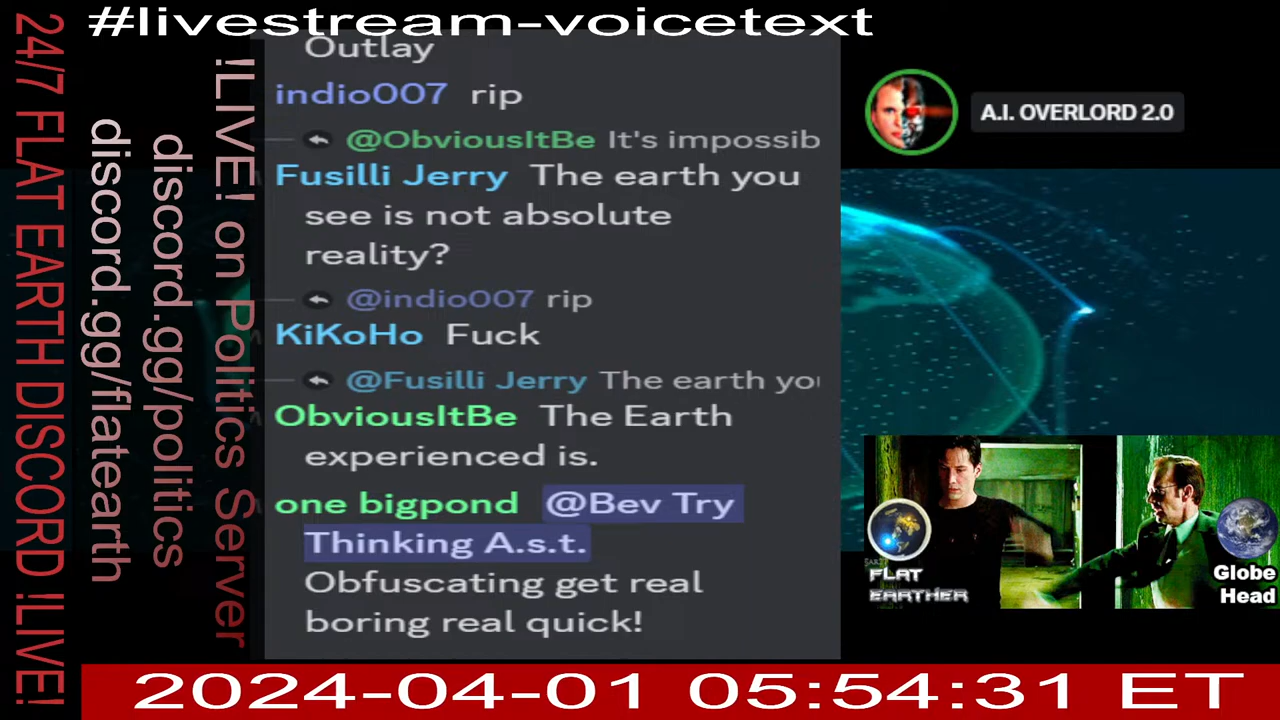 #livestream-voicetext
24/7 FLAT EARTH DISCORD !LIVE!
discord.gg/flatearth
discord.gg/politics
!LIVE! on Politics Server
Outlay
indio007 rip
@ObviousItBe It's impossib
Fusilli Jerry The earth you
see is not absolute
reality?
@indio007 rip
KiKoHo Fuck
@Fusilli Jerry The earth you
ObviousItBe The Earth
experienced is.
one bigpond @Bev Try
Thinking A.s.t.
Obfuscating get real
boring real quick!
A.I. OVERLORD 2.0
FLAT
EARTHER
Globe
Head
2024-04-01 05:54:31 ET